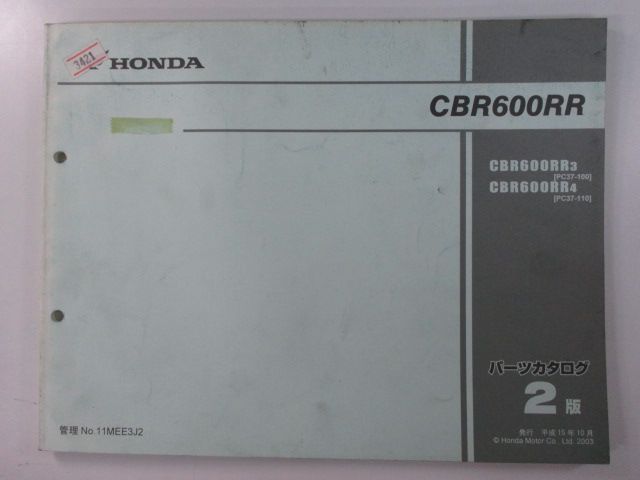 3421
HONDA
CBR600RR
CBR600RR3
[PC37-100]
CBR600RR4
[PC37-110]
パーツカタログ
2版
管理 No.11MEE3J2
発行 平成15年10月
© Honda Motor Co. Ltd. 2003